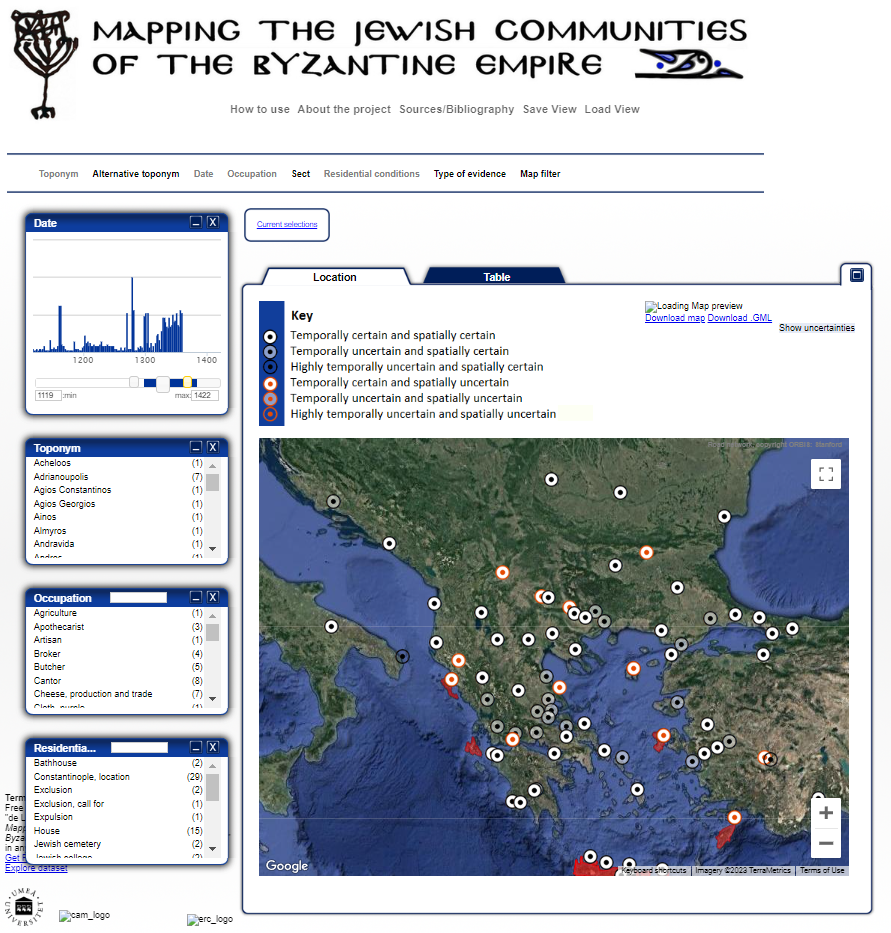 MAPPING THE JEWISH COMMUNITIES
OF THE BYZANTINE EMPIRE
How to use About the project Sources/Bibliography Save View Load View
Toponym Alternative toponym Date Occupation Sect Residential conditions Type of evidence Map filter
Date
1200 1300 1400
1119 :min max: 1422
Toponym
Acheloos (1)
Adrianoupolis (7)
Agios Constantinos (1)
Agios Georgios (1)
Ainos (1)
Almyros (1)
Andravida (1)
Andros (1)
Occupation
Agriculture (1)
Apothecarist (3)
Artisan (1)
Broker (4)
Butcher (5)
Cantor (8)
Cheese, production and trade (7)
Cloth, purple (1)
Residentia...
Bathhouse (2)
Constantinople, location (29)
Exclusion (2)
Exclusion, call for (1)
Expulsion (1)
House (15)
Jewish cemetery (2)
Jewish college (2)
Term
Free
"de L
Mapp
Byza
in an
Get F
Explore dataset
UMEÅ UNIVERSITET
cam_logo
erc_logo
Current selections
Location Table
Key
Temporally certain and spatially certain
Temporally uncertain and spatially certain
Highly temporally uncertain and spatially certain
Temporally certain and spatially uncertain
Temporally uncertain and spatially uncertain
Highly temporally uncertain and spatially uncertain
Loading Map preview
Download map Download .GML
Show uncertainties
Google
Keyboard shortcuts Imagery ©2023 TerraMetrics Terms of Use